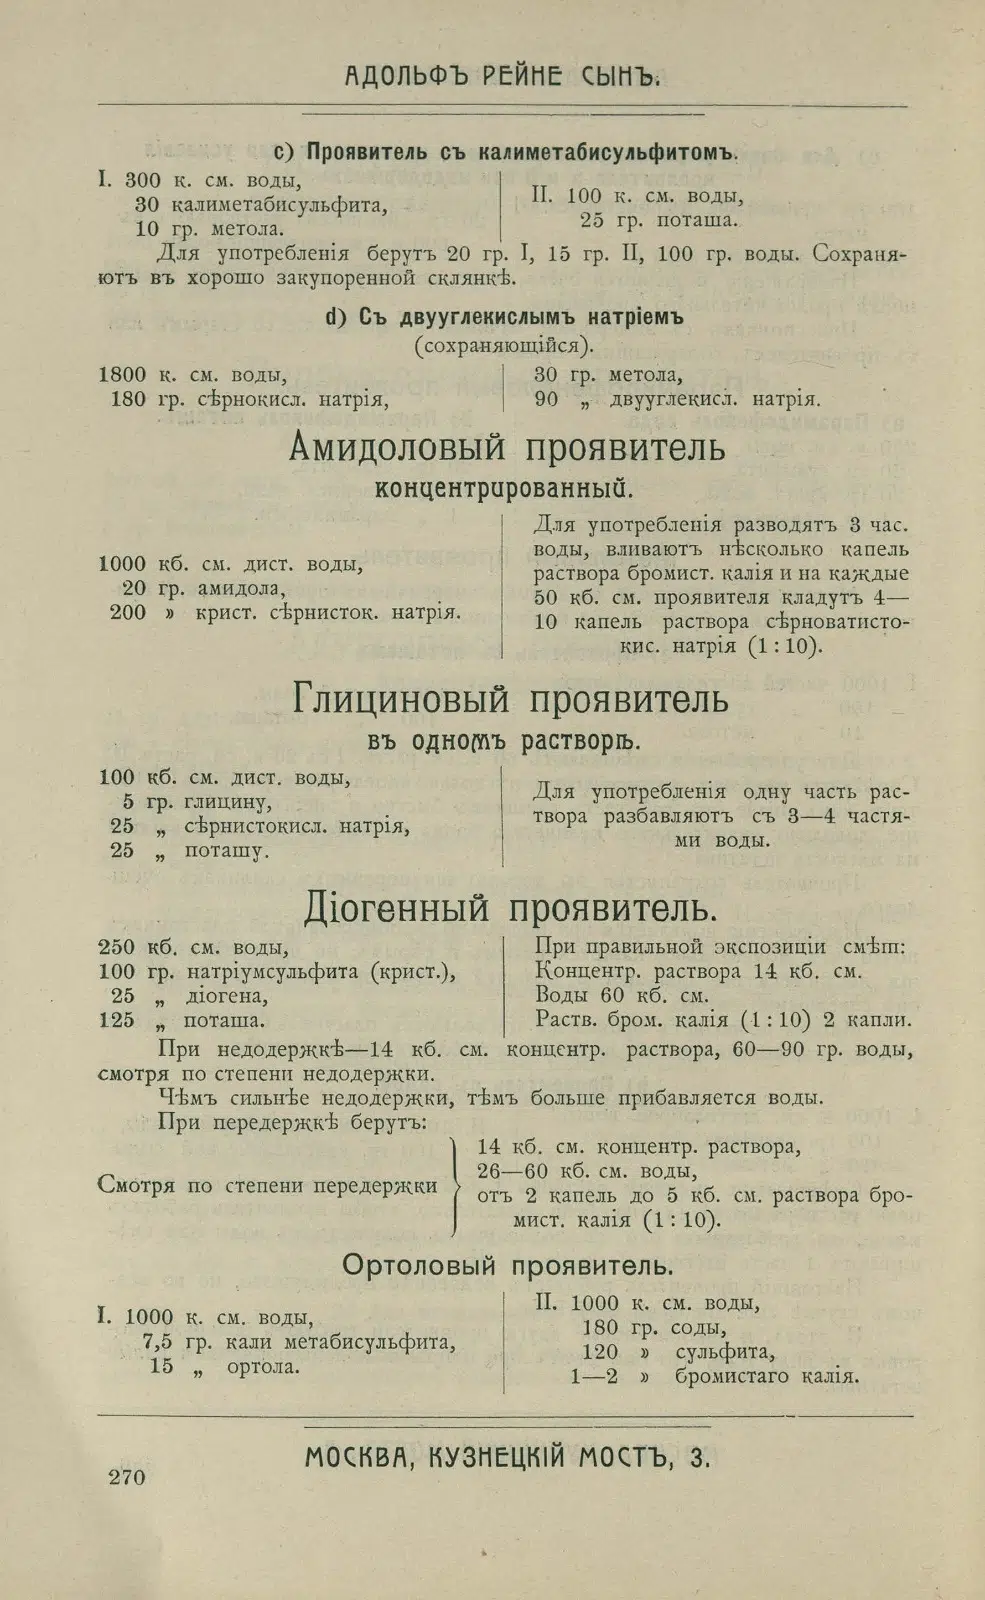 АДОЛЬФЪ РЕЙНЕ СЫНЪ.
c) Проявитель съ калиметабисульфитомъ.
I. 300 к. см. воды,
30 калиметабисульфита,
10 гр. метола.
II. 100 к. см. воды,
25 гр. поташа.
Для употребленія берутъ 20 гр. I, 15 гр. II, 100 гр. воды. Сохраня-
ютъ въ хорошо закупоренной склянкѣ.
d) Съ двууглекислымъ натріемъ
(сохраняющійся).
1800 к. см. воды,
180 гр. сѣрнокисл. натрія,
30 гр. метола,
90 „ двууглекисл. натрія.
Амидоловый проявитель
концентрированный.
1000 кб. см. дист. воды,
20 гр. амидола,
200 » крист. сѣрнисток. натрія.
Для употребленія разводятъ 3 час.
воды, вливаютъ нѣсколько капель
раствора бромист. калія и на каждые
50 кб. см. проявителя кладутъ 4—
10 капель раствора сѣрноватисто-
кис. натрія (1 : 10).
Глициновый проявитель
въ одномъ растворѣ.
100 кб. см. дист. воды,
5 гр. глицину,
25 „ сѣрнистокисл. натрія,
25 „ поташу.
Для употребленія одну часть рас-
твора разбавляютъ съ 3—4 частя-
ми воды.
Діогенный проявитель.
250 кб. см. воды,
100 гр. натріумсульфита (крист.),
25 „ діогена,
125 „ поташа.
При правильной экспозиціи смѣш:
Концентр. раствора 14 кб. см.
Воды 60 кб. см.
Раств. бром. калія (1 : 10) 2 капли.
При недодержкѣ—14 кб. см. концентр. раствора, 60—90 гр. воды,
смотря по степени недодержки.
Чѣмъ сильнѣе недодержки, тѣмъ больше прибавляется воды.
При передержкѣ берутъ:
Смотря по степени передержки
14 кб. см. концентр. раствора,
26—60 кб. см. воды,
отъ 2 капель до 5 кб. см. раствора бро-
мист. калія (1 : 10).
Ортоловый проявитель.
I. 1000 к. см. воды,
7,5 гр. кали метабисульфита,
15 „ ортола.
II. 1000 к. см. воды,
180 гр. соды,
120 » сульфита,
1—2 » бромистаго калія.
МОСКВА, КУЗНЕЦКІЙ МОСТЪ, 3.
270